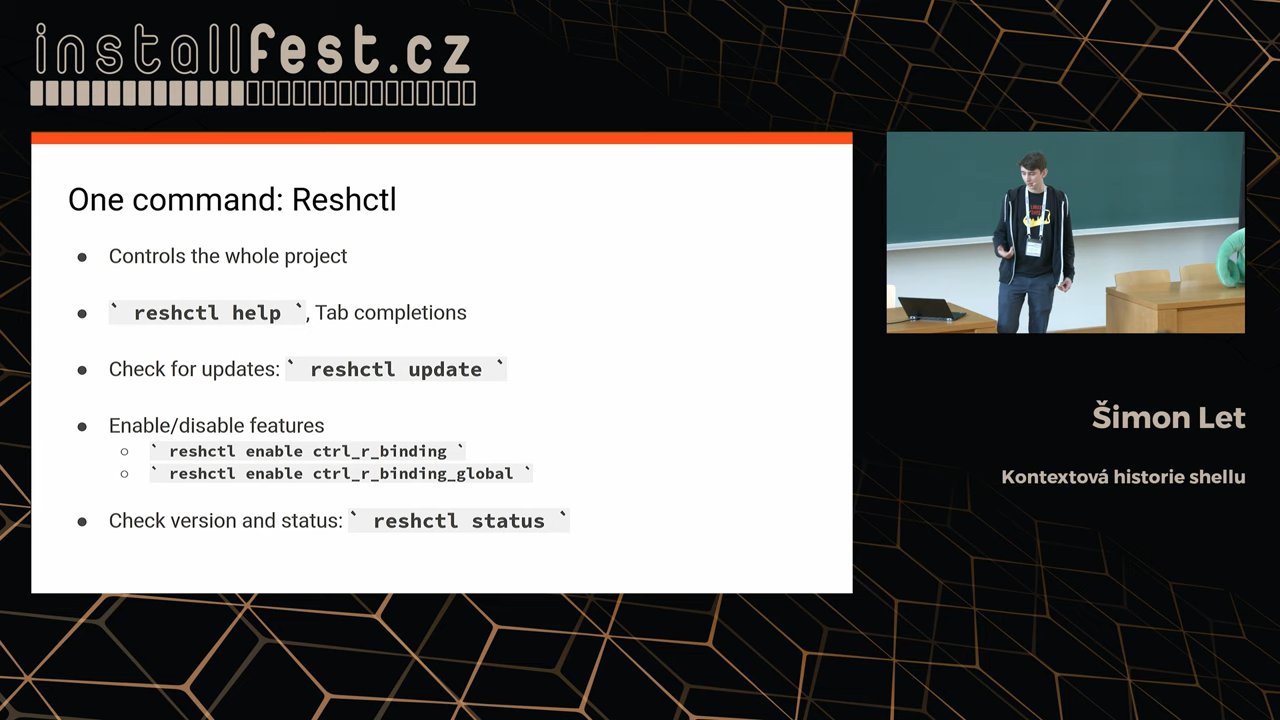 installfest.cz
One command: Reshctl
● Controls the whole project
● ` reshctl help `, Tab completions
● Check for updates: ` reshctl update `
● Enable/disable features
○ ` reshctl enable ctrl_r_binding `
○ ` reshctl enable ctrl_r_binding_global `
● Check version and status: ` reshctl status `
Šimon Let
Kontextová historie shellu